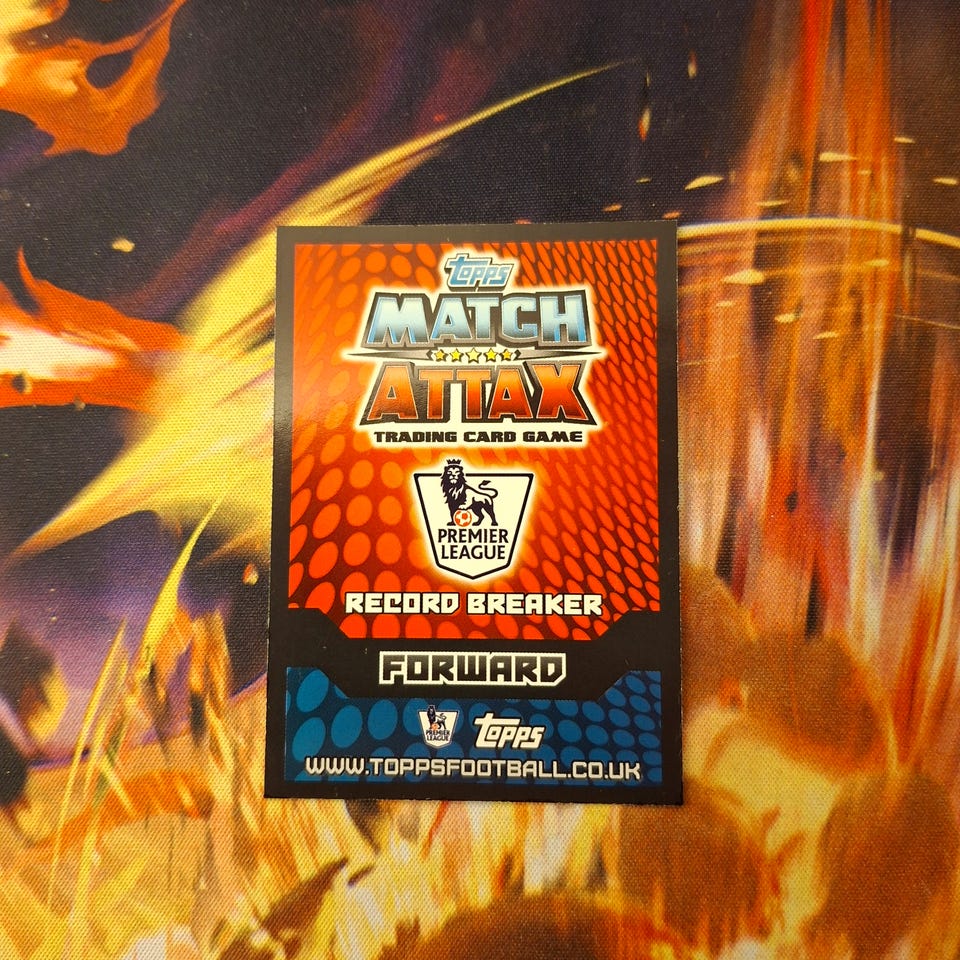 Topps
MATCH
ATTAX
TRADING CARD GAME
PREMIER
LEAGUE
RECORD BREAKER
FORWARD
PREMIER
LEAGUE
Topps
WWW.TOPPSFOOTBALL.CO.UK